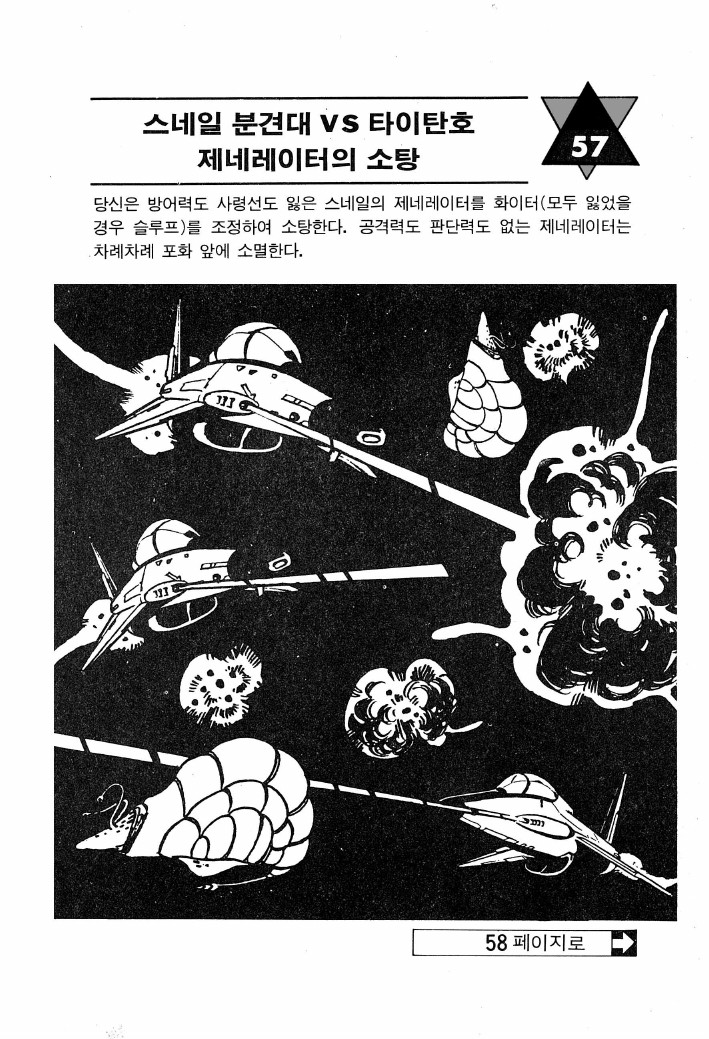 스네일 분견대 VS 타이탄호
제네레이터의 소탕
57
당신은 방어력도 사령선도 잃은 스네일의 제네레이터를 화이터(모두 잃었을
경우 슬루프)를 조정하여 소탕한다. 공격력도 판단력도 없는 제네레이터는
차례차례 포화 앞에 소멸한다.
58 페이지로